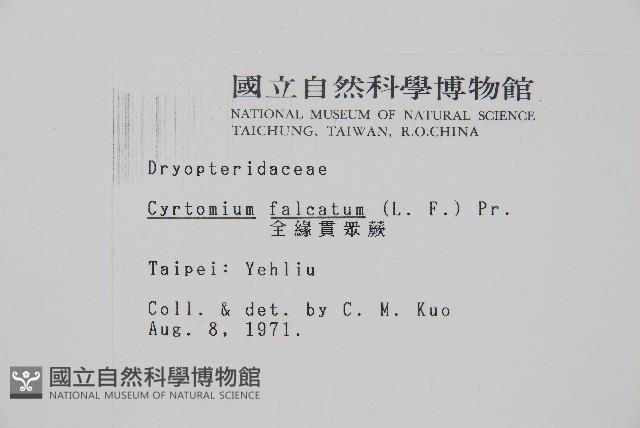 國立自然科學博物館
NATIONAL MUSEUM OF NATURAL SCIENCE
TAICHUNG, TAIWAN, R.O.CHINA
Dryopteridaceae
Cyrtomium falcatum (L. F.) Pr.
全緣貫眾蕨
Taipei: Yehliu
Coll. & det. by C. M. Kuo
Aug. 8, 1971.
國立自然科學博物館
NATIONAL MUSEUM OF NATURAL SCIENCE